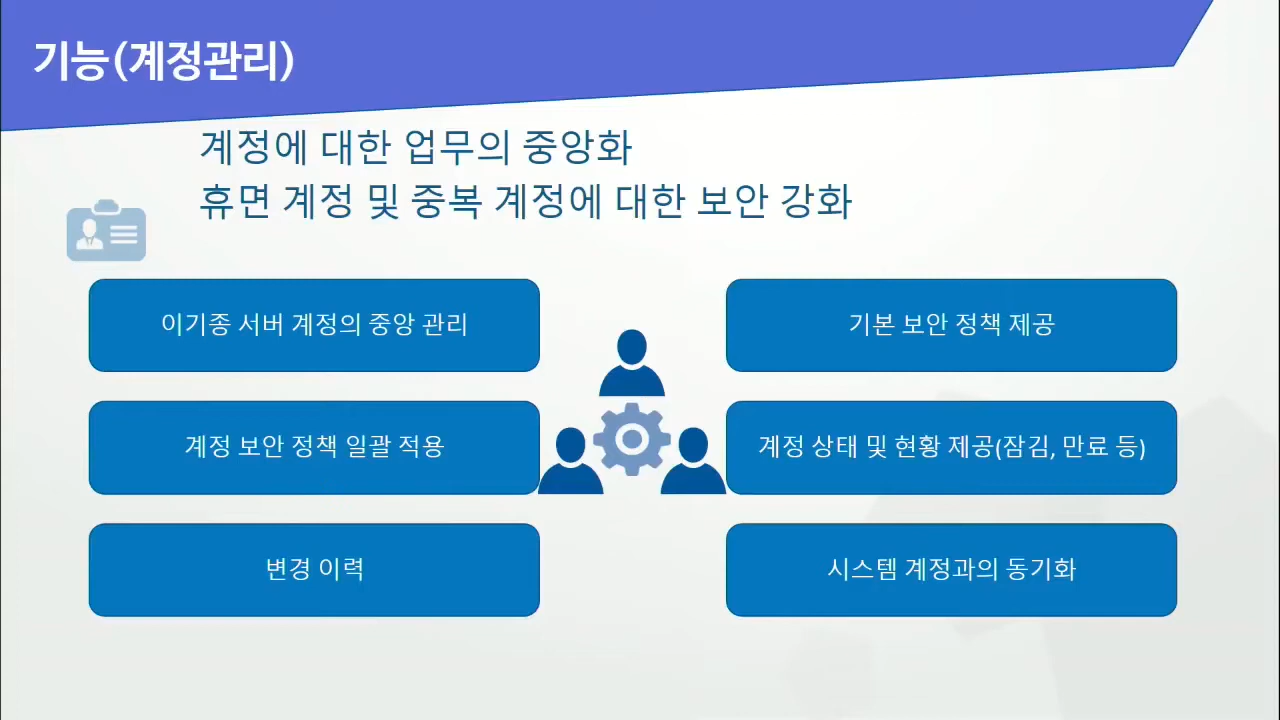 기능(계정관리)
계정에 대한 업무의 중앙화
휴면 계정 및 중복 계정에 대한 보안 강화
이기종 서버 계정의 중앙 관리
기본 보안 정책 제공
계정 보안 정책 일괄 적용
계정 상태 및 현황 제공(잠김, 만료 등)
변경 이력
시스템 계정과의 동기화